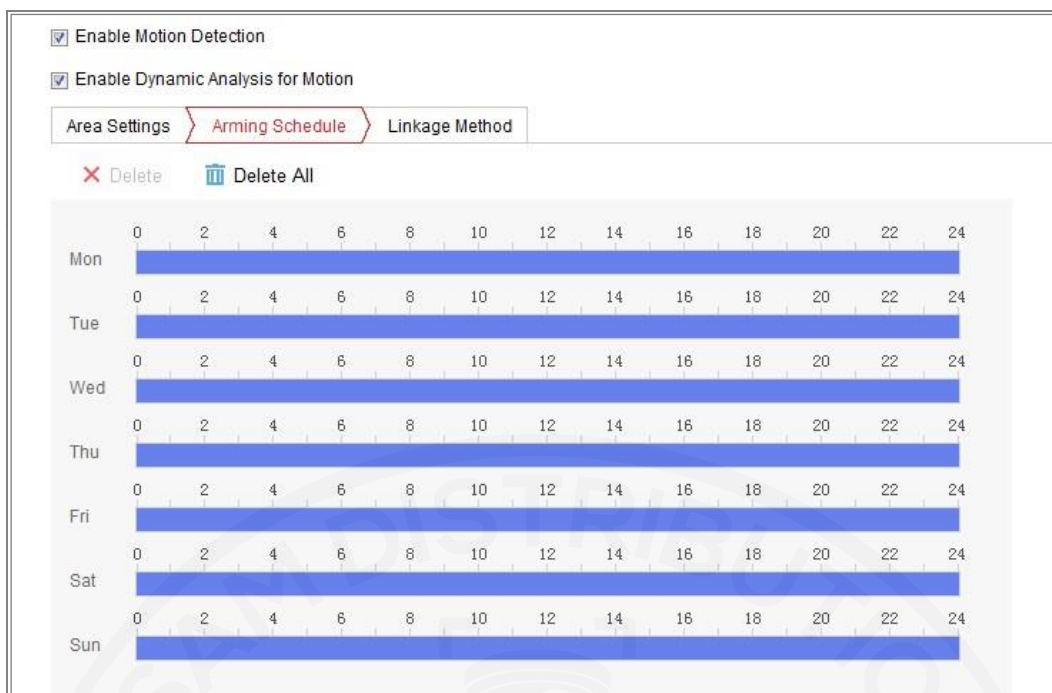 Enable Motion Detection
Enable Dynamic Analysis for Motion
Area Settings Arming Schedule Linkage Method
Delete Delete All
0 2 4 6 8 10 12 14 16 18 20 22 24
Mon
0 2 4 6 8 10 12 14 16 18 20 22 24
Tue
0 2 4 6 8 10 12 14 16 18 20 22 24
Wed
0 2 4 6 8 10 12 14 16 18 20 22 24
Thu
0 2 4 6 8 10 12 14 16 18 20 22 24
Fri
0 2 4 6 8 10 12 14 16 18 20 22 24
Sat
0 2 4 6 8 10 12 14 16 18 20 22 24
Sun